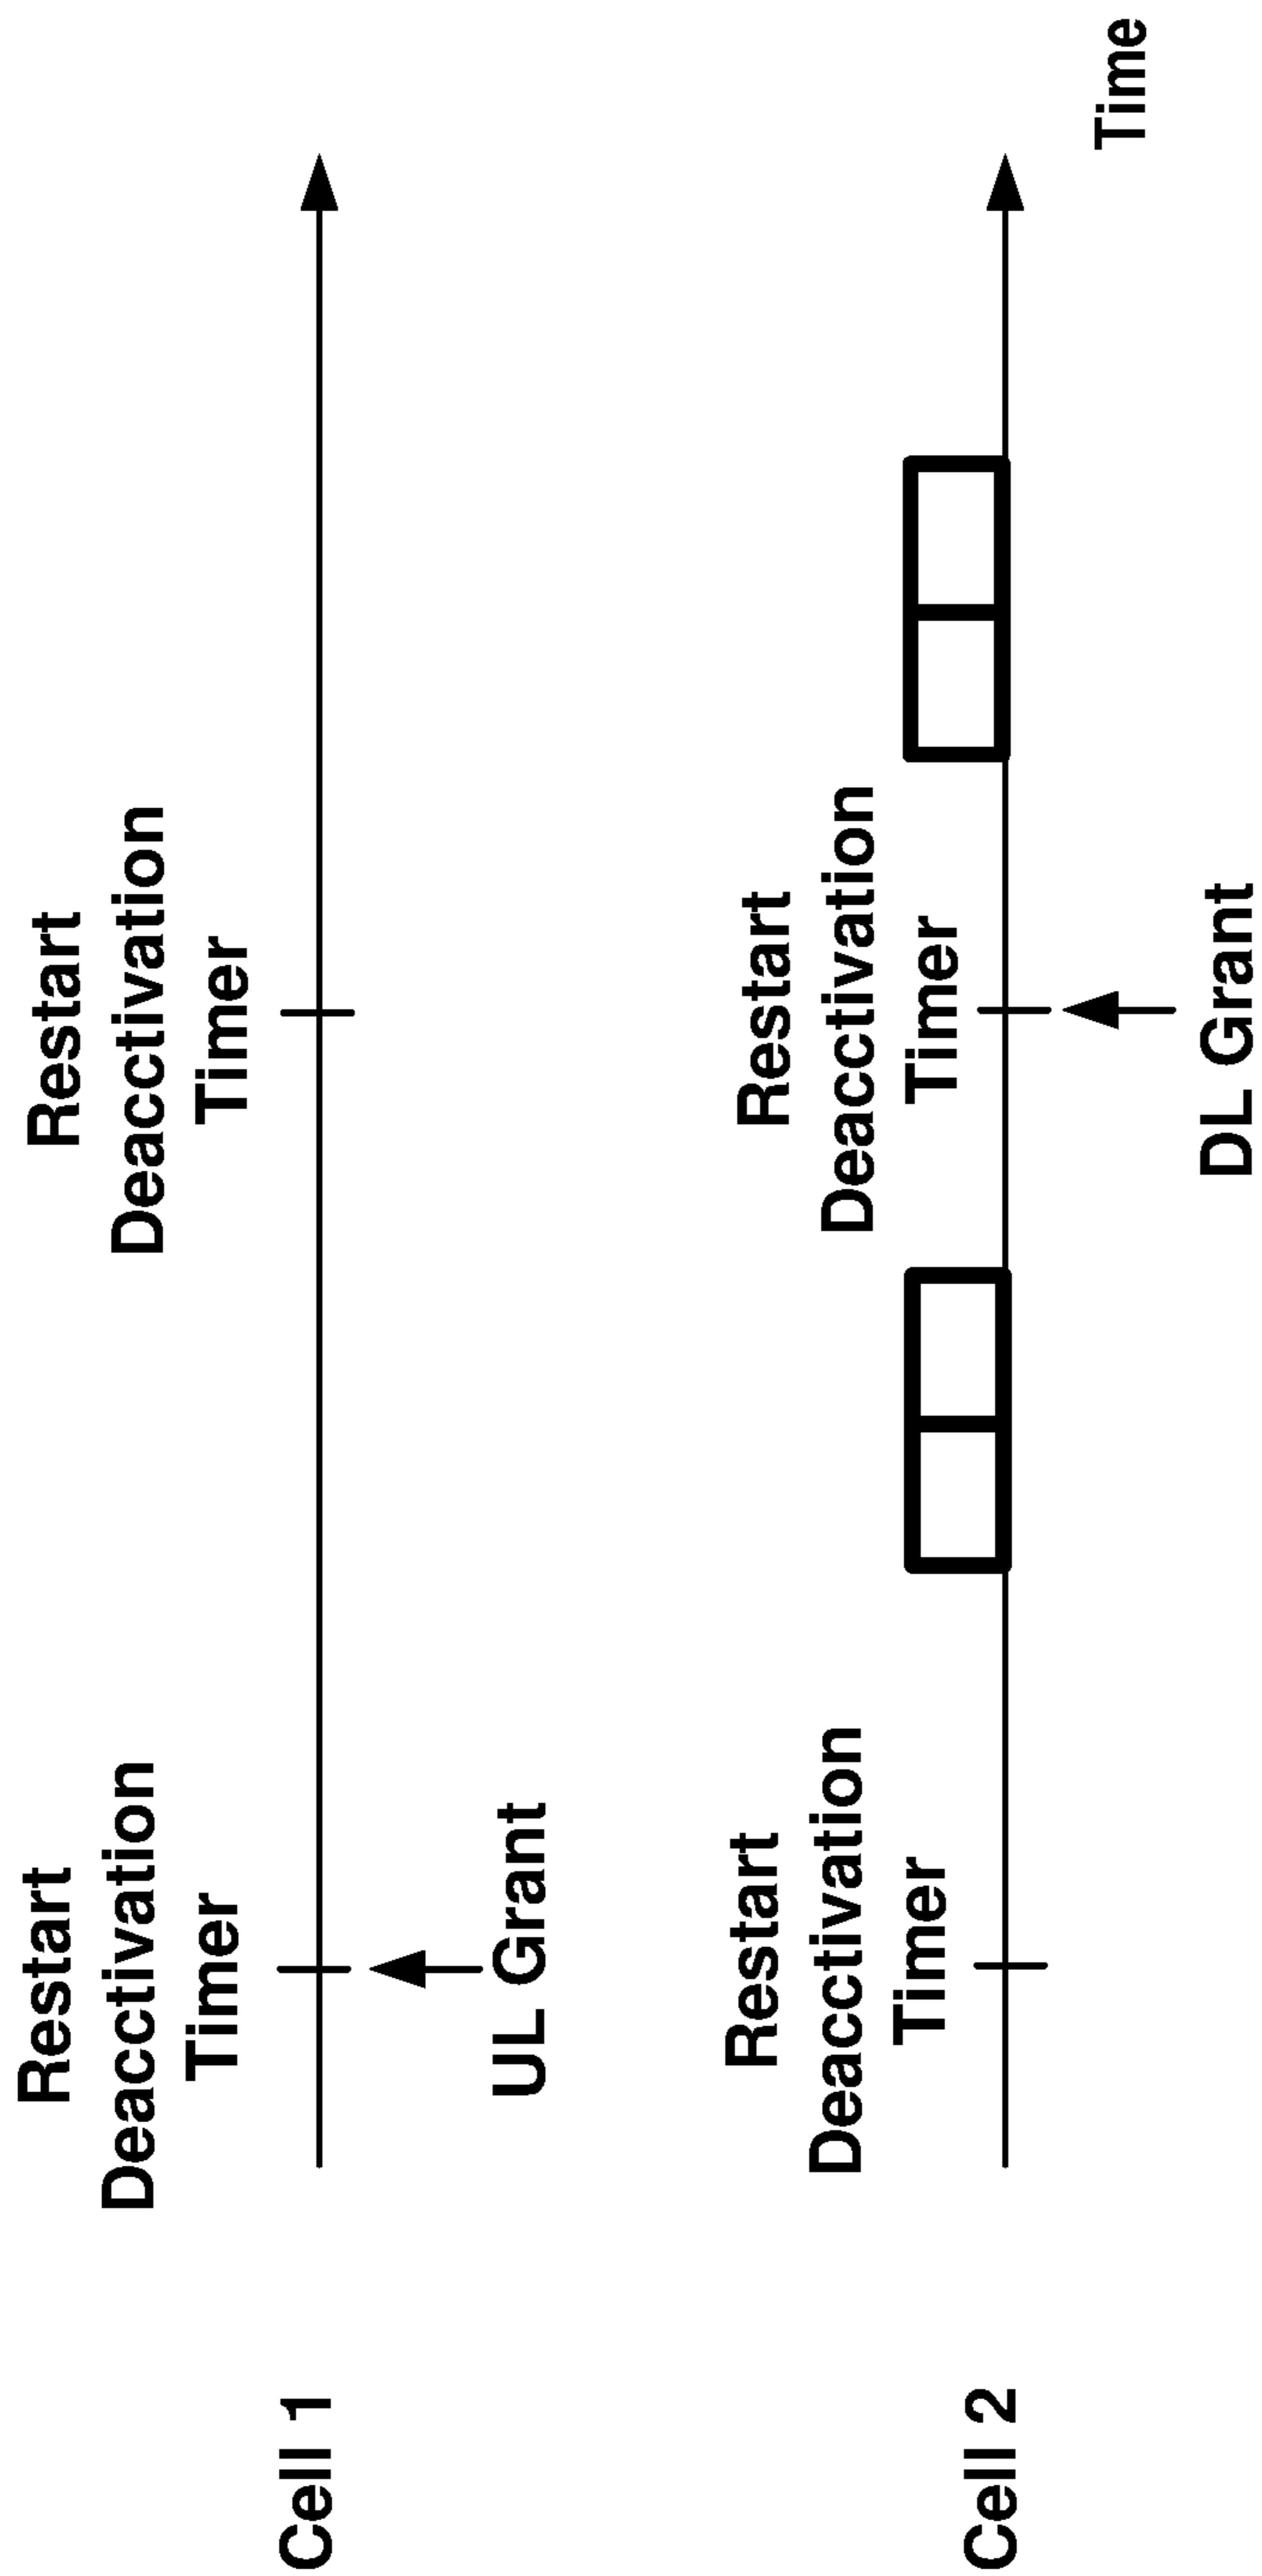 Restart
Deacctivation
Timer
Restart
Deacctivation
Timer
Cell 1
UL Grant
Restart
Deacctivation
Timer
Restart
Deacctivation
Timer
Cell 2
Time
DL Grant